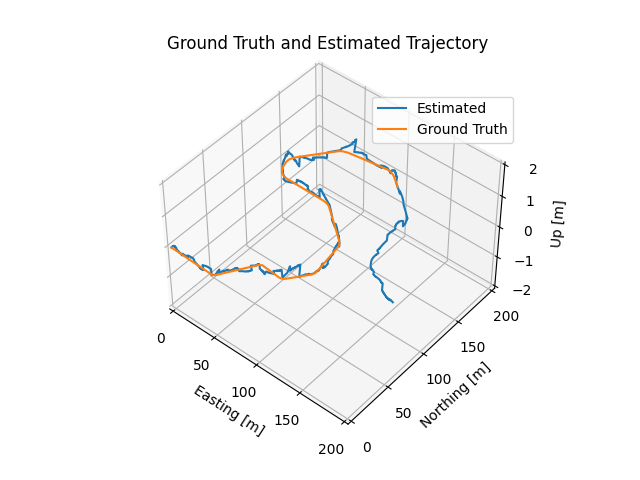 Ground Truth and Estimated Trajectory
Estimated
Ground Truth
2
1
0
−1
−2
Up [m]
0
50
100
150
200
Easting [m]
0
50
100
150
200
Northing [m]